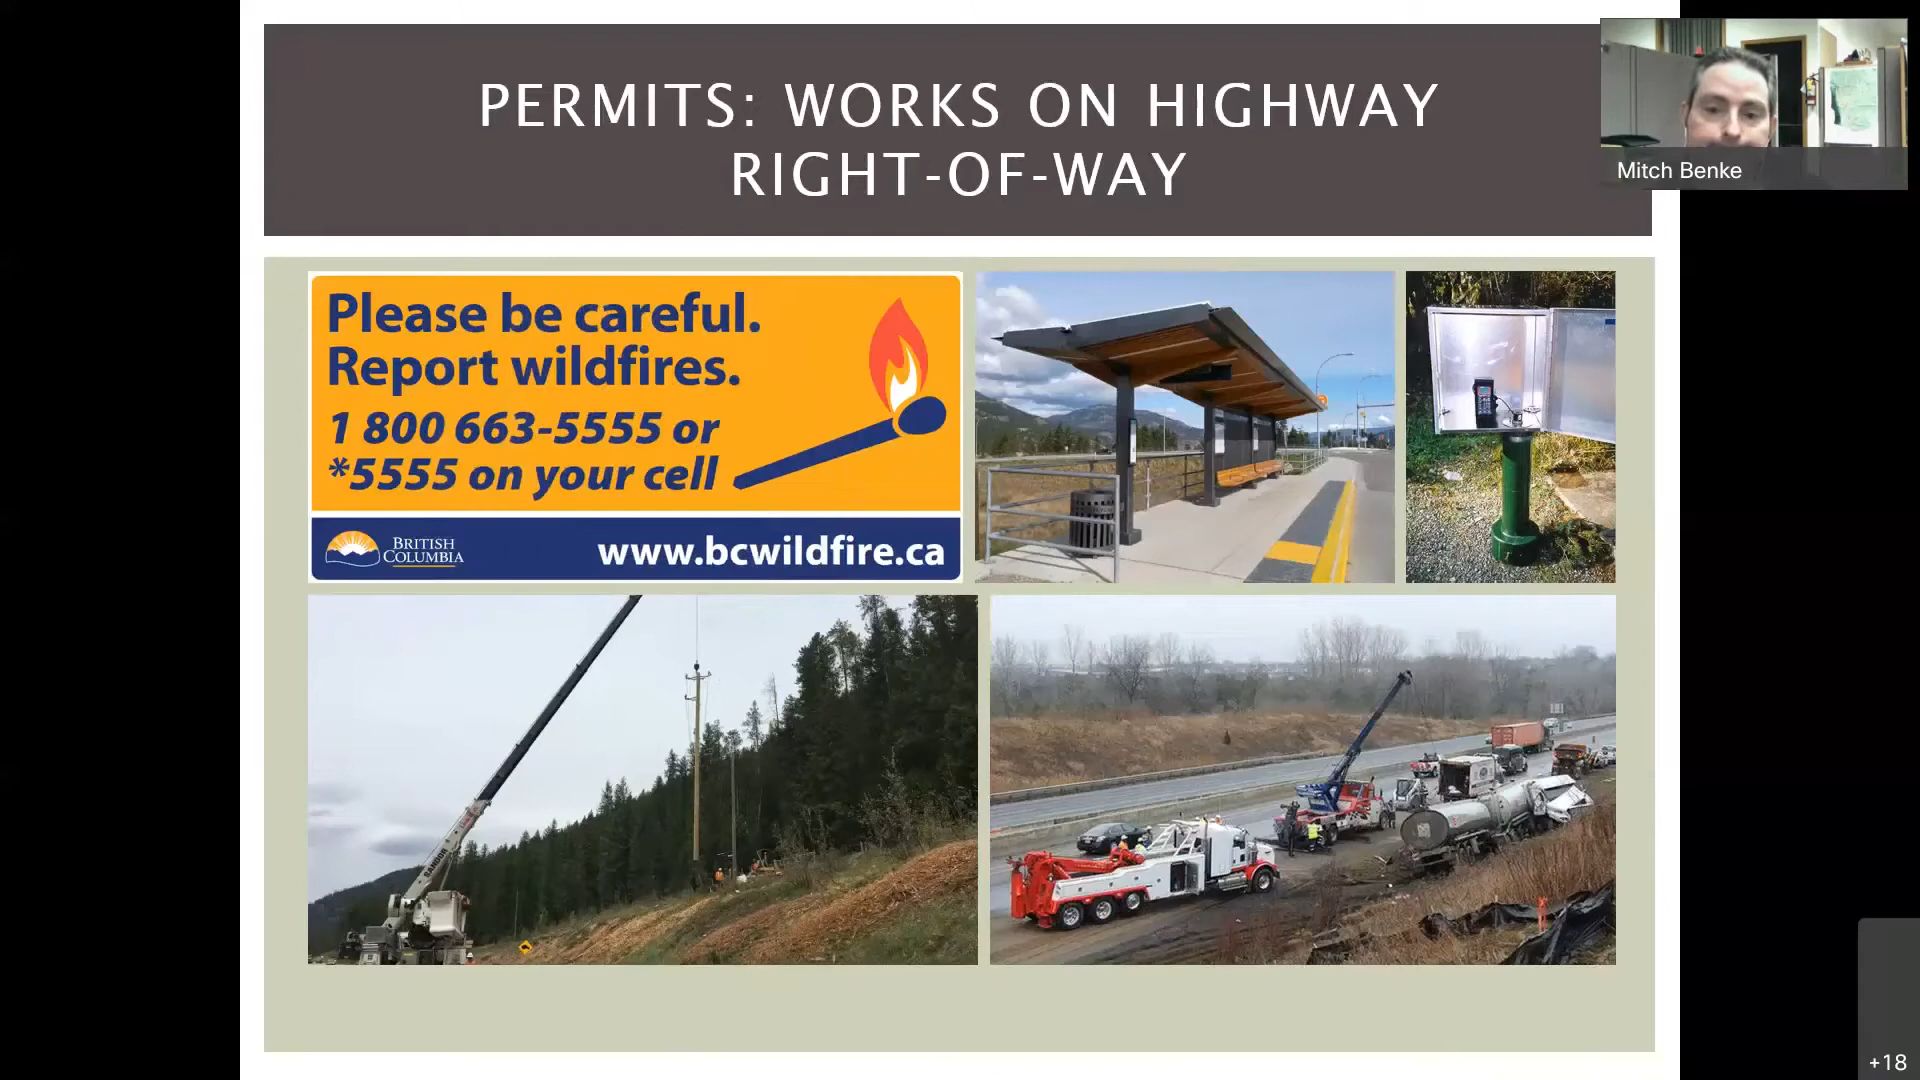 PERMITS: WORKS ON HIGHWAY
RIGHT-OF-WAY
Mitch Benke
Please be careful.
Report wildfires.
1 800 663-5555 or
*5555 on your cell
BRITISH
COLUMBIA
www.bcwildfire.ca
+18